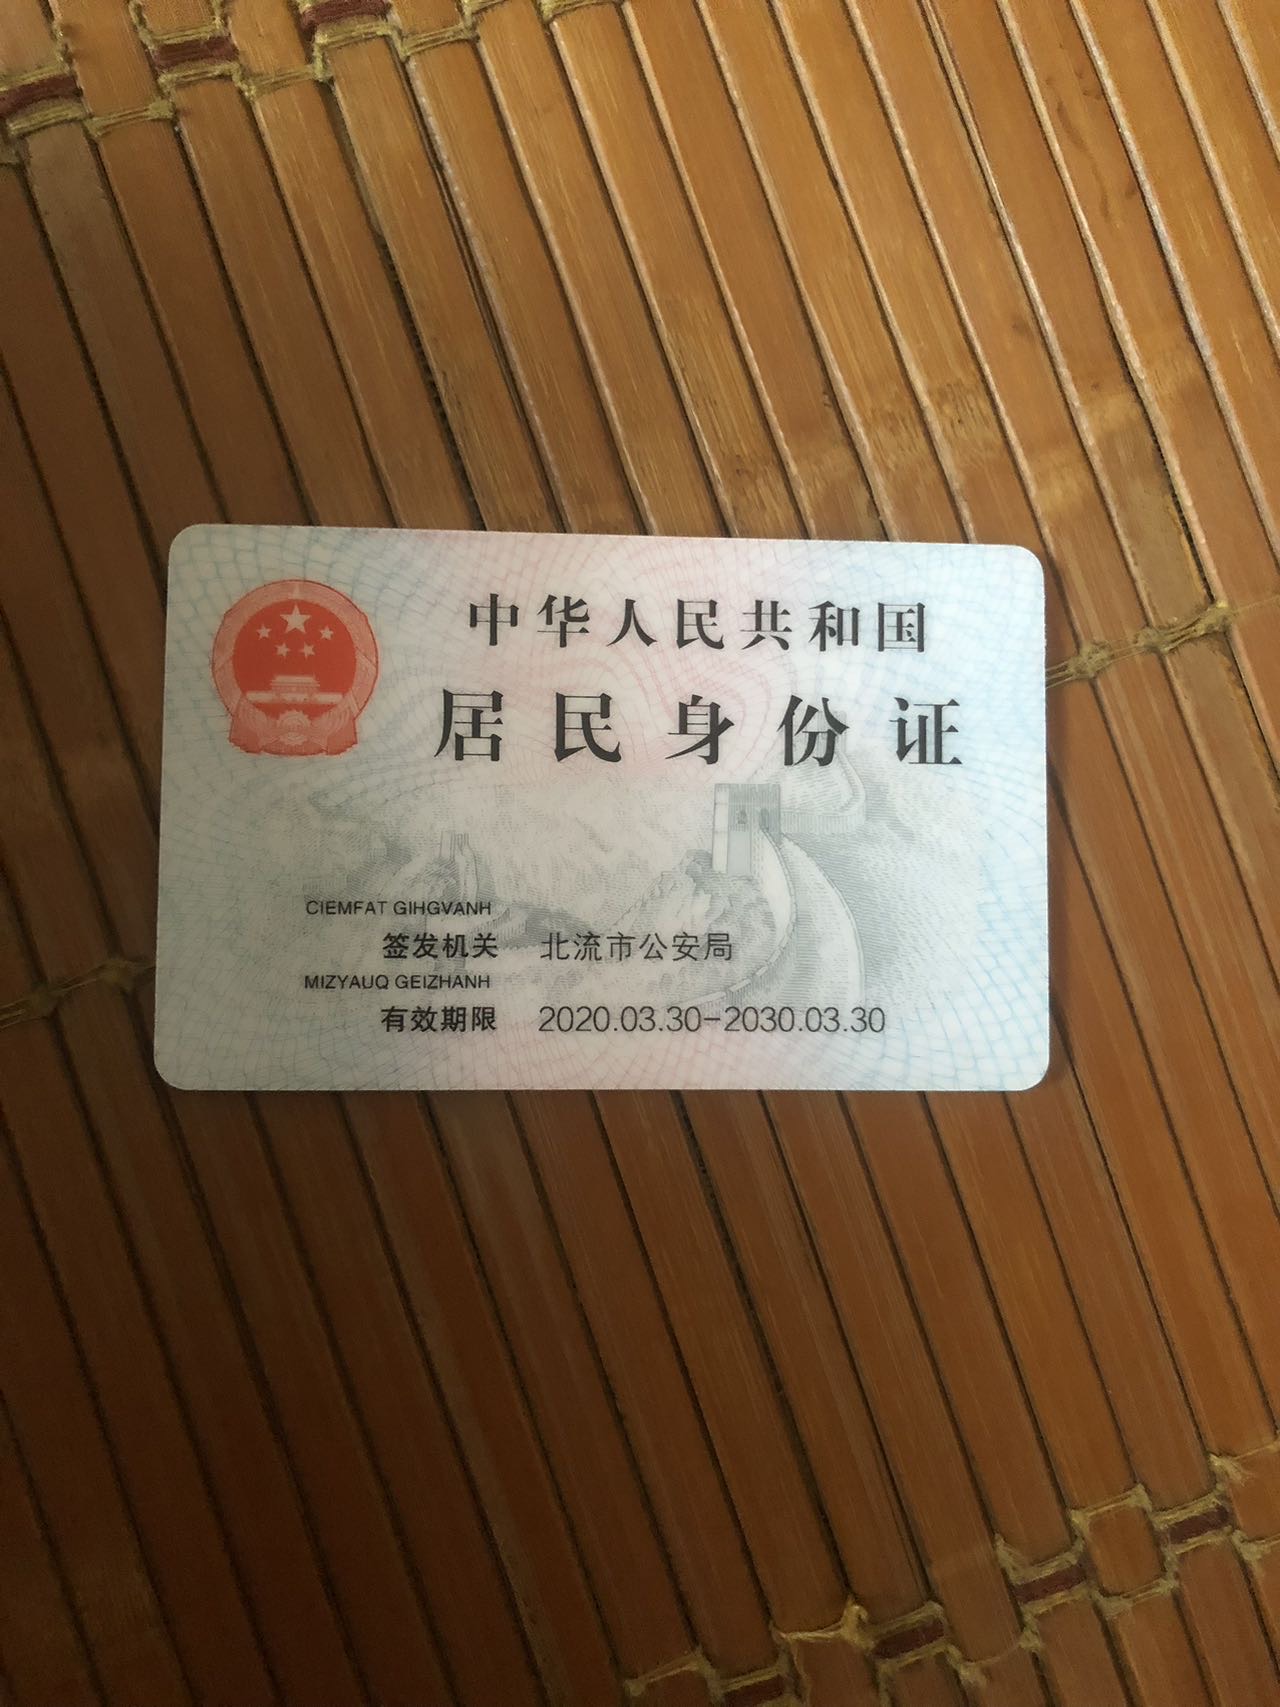 中华人民共和国
居民身份证
CIEMFAT GIHGVANH
签发机关 北流市公安局
MIZYAUQ GEIZHANH
有效期限 2020.03.30-2030.03.30